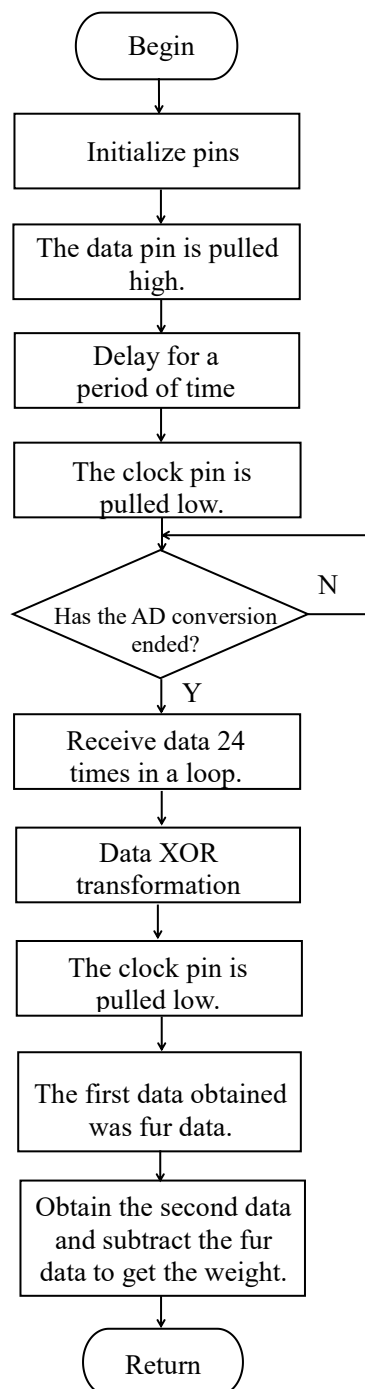 Begin
Initialize pins
The data pin is pulled
high.
Delay for a
period of time
The clock pin is
pulled low.
N
Has the AD conversion
ended?
Y
Receive data 24
times in a loop.
Data XOR
transformation
The clock pin is
pulled low.
The first data obtained
was fur data.
Obtain the second data
and subtract the fur
data to get the weight.
Return